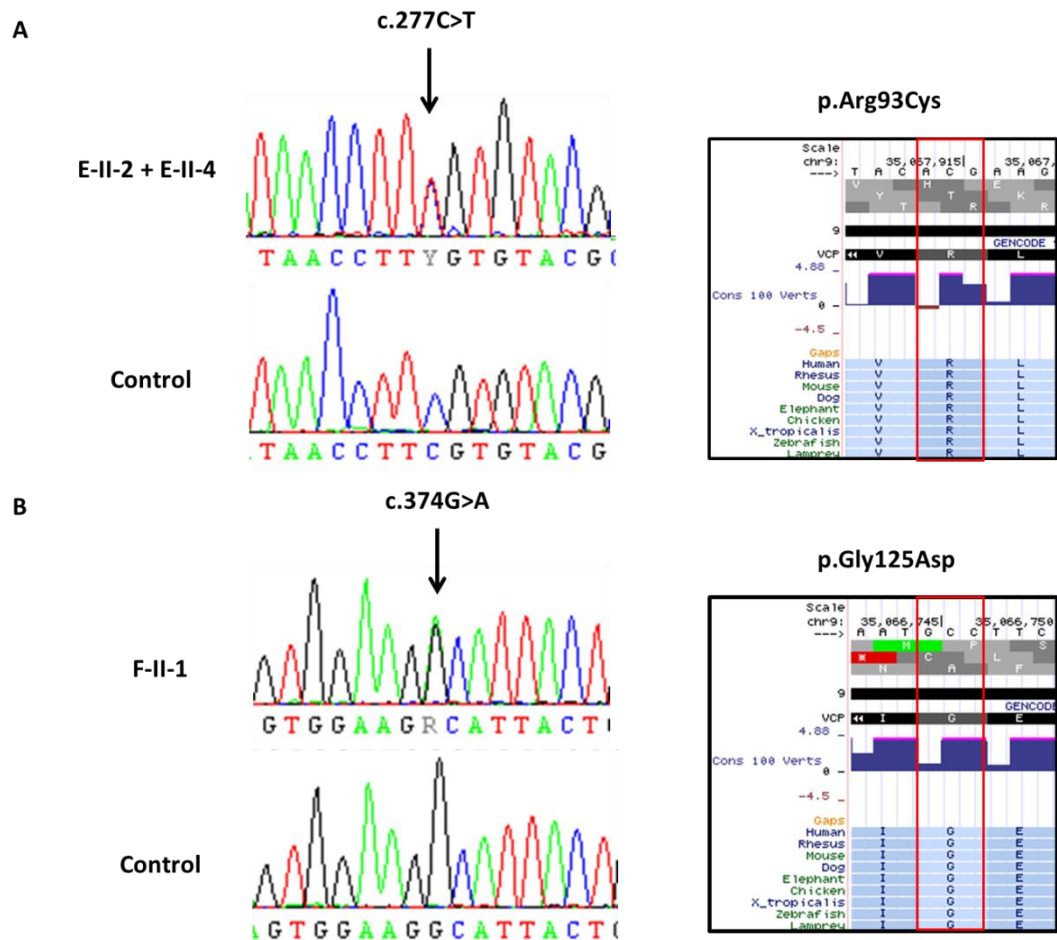 A
c.277C>T
p.Arg93Cys
E-II-2 + E-II-4
TAACCTTYGTGTACG
Control
TAACCTTCGTGTACG
Scale
chr9: 35,067,915| 35,067,
---> T A C A C G A A G
V H E
Y T K
T R R
9
GENCODE
VCP V R L
4.88 _
Cons 100 Verts 0 -
-4.5 _
Gaps
Human V R L
Rhesus V R L
Mouse V R L
Dog V R L
Elephant V R L
Chicken V R L
X_tropicalis V R L
Zebrafish V R L
Lamprey V R L
B
c.374G>A
p.Gly125Asp
F-II-1
GTGGAAGRCATTACT
Control
AGTGGAAGGCATTACT
Scale
chr9: 35,066,745| 35,066,750
---> A A T G C C T T C
M P S
* C L
N A F
9
GENCODE
VCP I G E
4.88 _
Cons 100 Verts 0 -
-4.5 _
Gaps
Human I G E
Rhesus I G E
Mouse I G E
Dog I G E
Elephant I G E
Chicken I G E
X_tropicalis I G E
Zebrafish I G E
Lamprey I G E